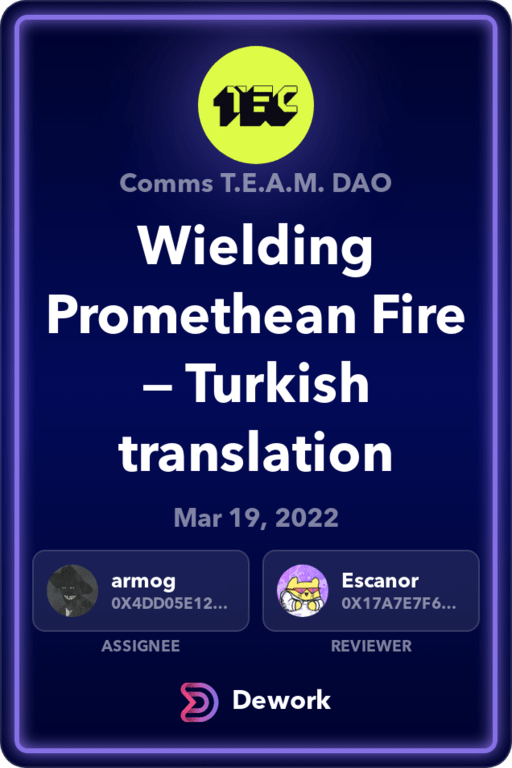 TEC
Comms T.E.A.M. DAO
Wielding
Promethean Fire
– Turkish
translation
Mar 19, 2022
armog
0X4DD05E12...
Escanor
0X17A7E7F6...
ASSIGNEE
REVIEWER
Dework